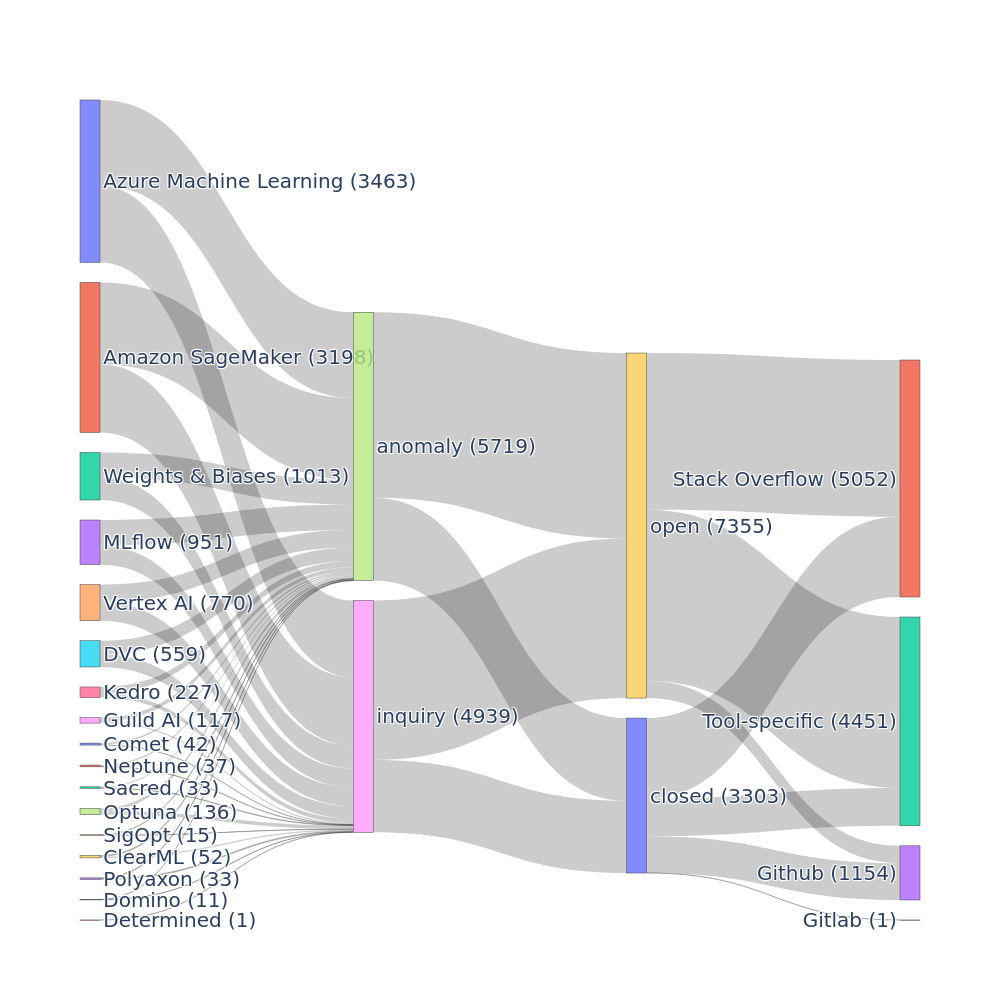 Azure Machine Learning (3463)
Amazon SageMaker (3198)
Weights & Biases (1013)
MLflow (951)
Vertex AI (770)
DVC (559)
Kedro (227)
Guild AI (117)
Comet (42)
Neptune (37)
Sacred (33)
Optuna (136)
SigOpt (15)
ClearML (52)
Polyaxon (33)
Domino (11)
Determined (1)
anomaly (5719)
inquiry (4939)
open (7355)
closed (3303)
Stack Overflow (5052)
Tool-specific (4451)
Github (1154)
Gitlab (1)